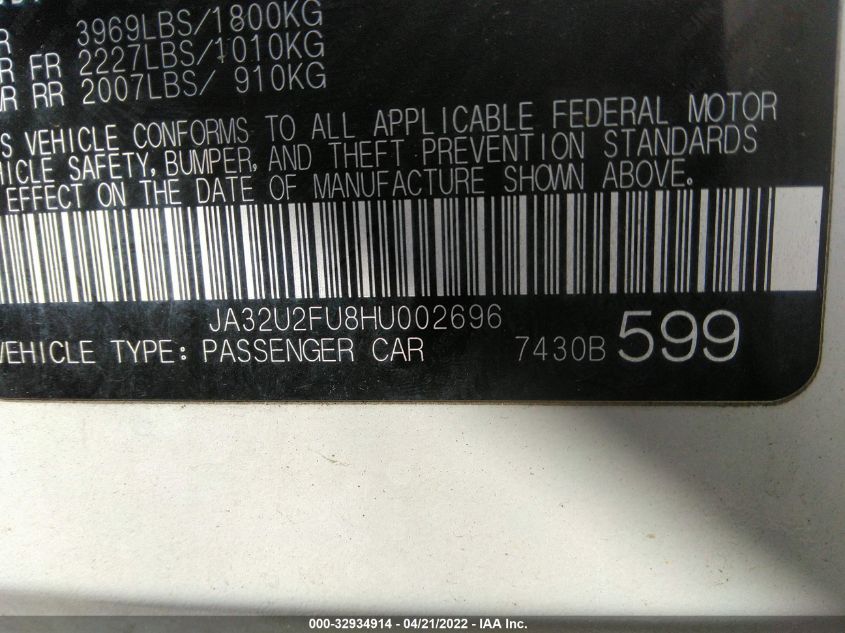 3969LBS/1800KG
FR 2227LBS/1010KG
RR 2007LBS/ 910KG
VEHICLE CONFORMS TO ALL APPLICABLE FEDERAL MOTOR
SAFETY, BUMPER, AND THEFT PREVENTION STANDARDS
EFFECT ON THE DATE OF MANUFACTURE SHOWN ABOVE.
JA32U2FU8HU002696
VEHICLE TYPE: PASSENGER CAR 7430B 599
000-32934914 - 04/21/2022 - IAA Inc.